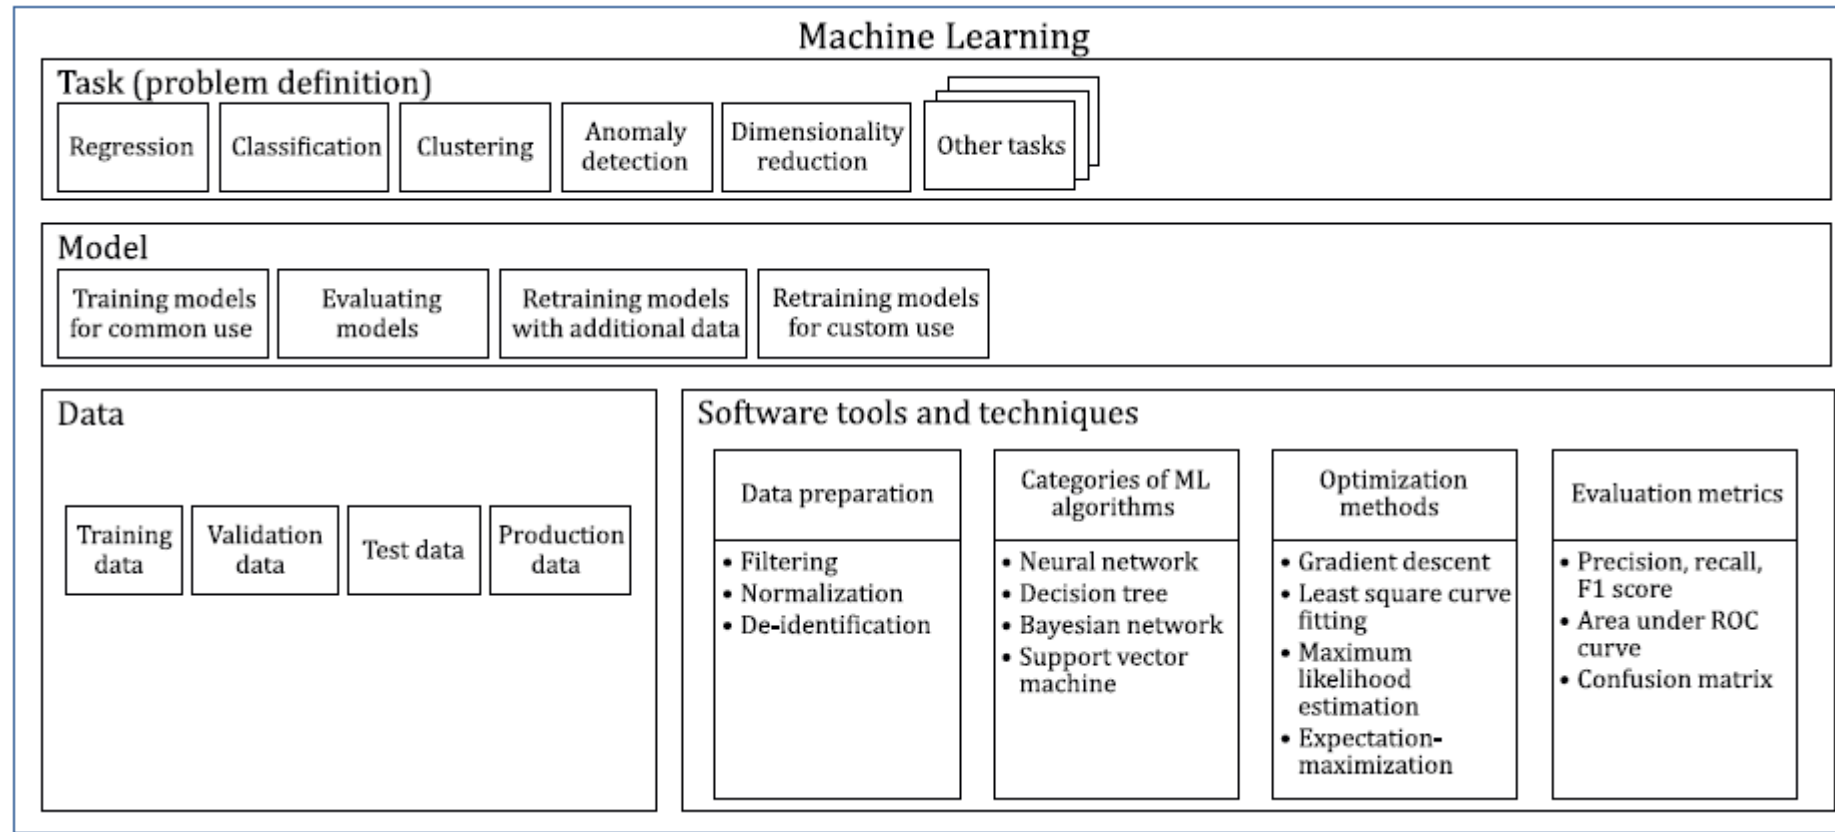 Machine Learning
Task (problem definition)
Regression
Classification
Clustering
Anomaly
detection
Dimensionality
reduction
Other tasks
Model
Training models
for common use
Evaluating
models
Retraining models
with additional data
Retraining models
for custom use
Data
Training
data
Validation
data
Test data
Production
data
Software tools and techniques
Data preparation
• Filtering
• Normalization
• De-identification
Categories of ML
algorithms
• Neural network
• Decision tree
• Bayesian network
• Support vector
machine
Optimization
methods
• Gradient descent
• Least square curve
fitting
• Maximum
likelihood
estimation
• Expectation-
maximization
Evaluation metrics
• Precision, recall,
F1 score
• Area under ROC
curve
• Confusion matrix